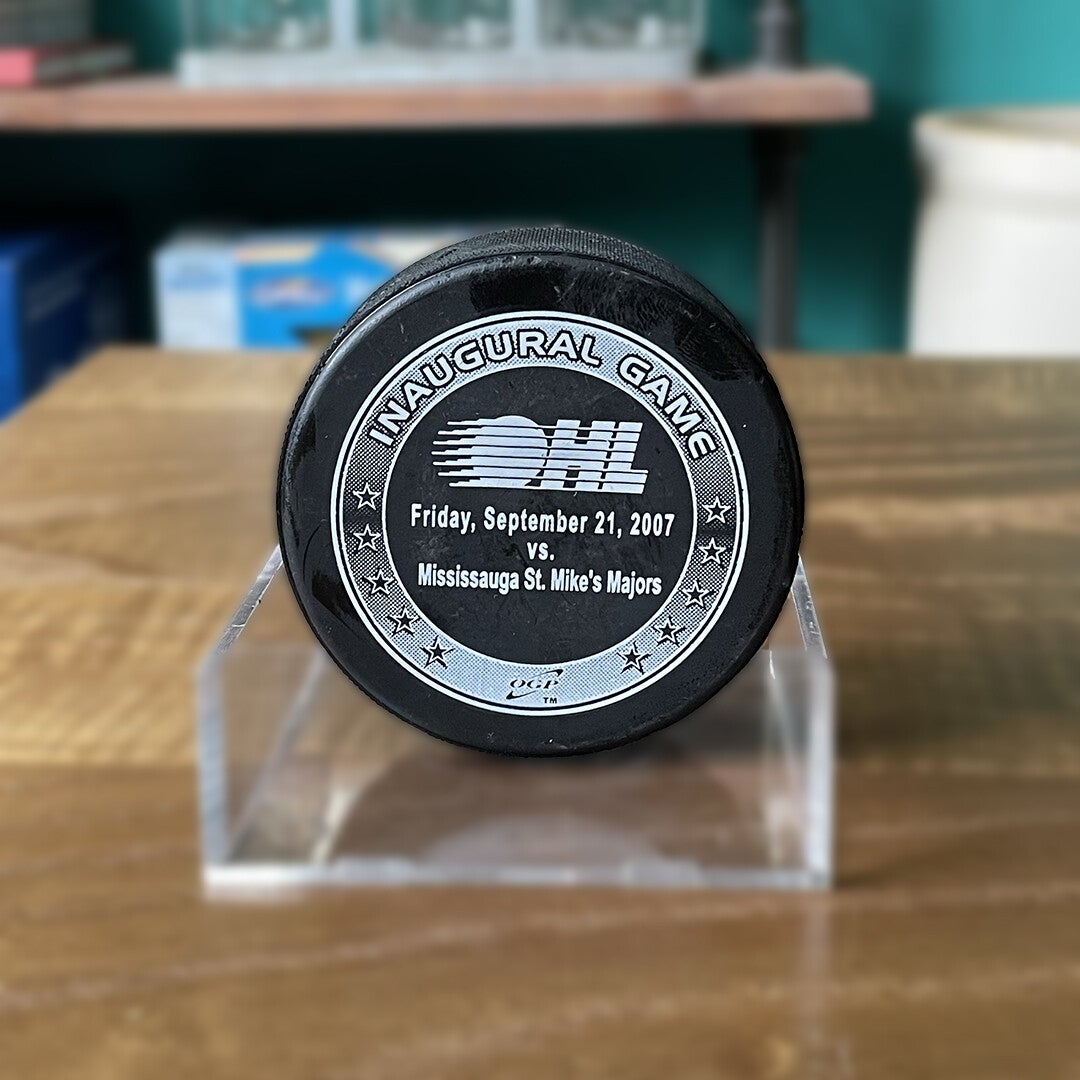 INAUGURAL GAME
OHL
Friday, September 21, 2007
vs.
Mississauga St. Mike's Majors
OGP
TM